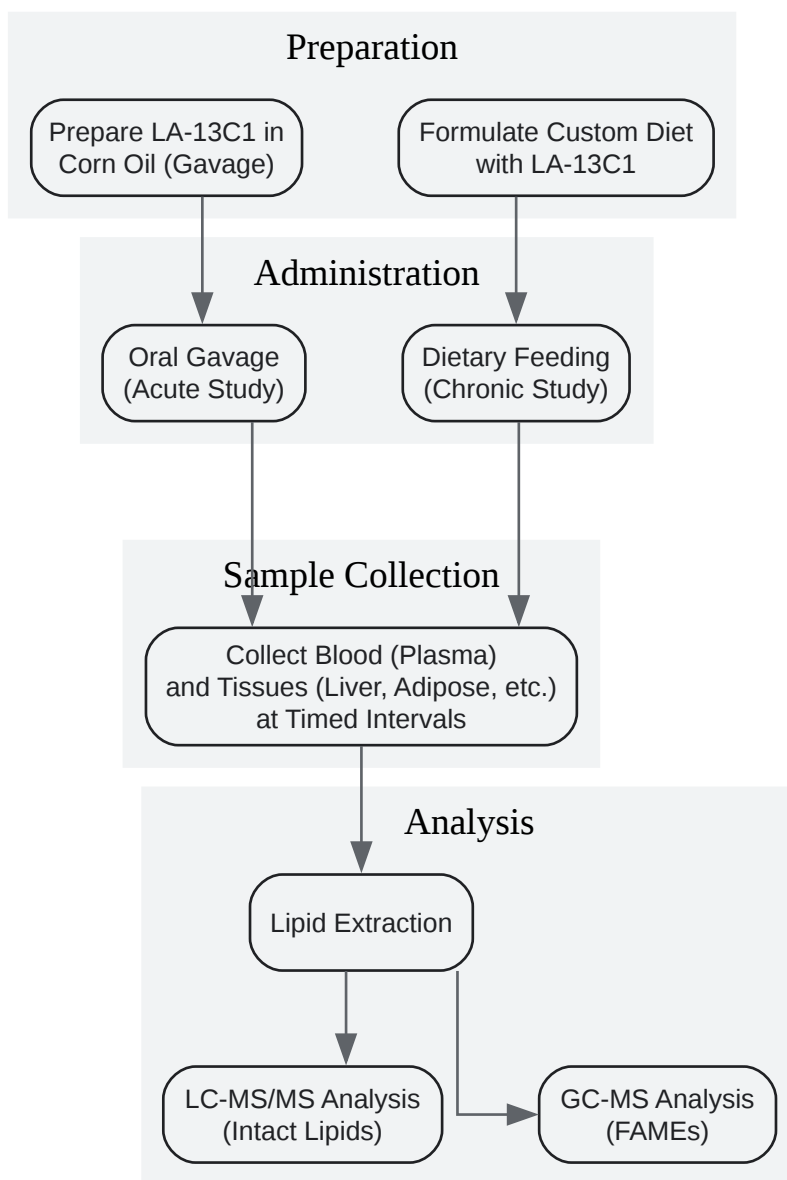 Preparation
Prepare LA-13C1 in
Corn Oil (Gavage)
Formulate Custom Diet
with LA-13C1
Administration
Oral Gavage
(Acute Study)
Dietary Feeding
(Chronic Study)
Sample Collection
Collect Blood (Plasma)
and Tissues (Liver, Adipose, etc.)
at Timed Intervals
Analysis
Lipid Extraction
LC-MS/MS Analysis
(Intact Lipids)
GC-MS Analysis
(FAMEs)